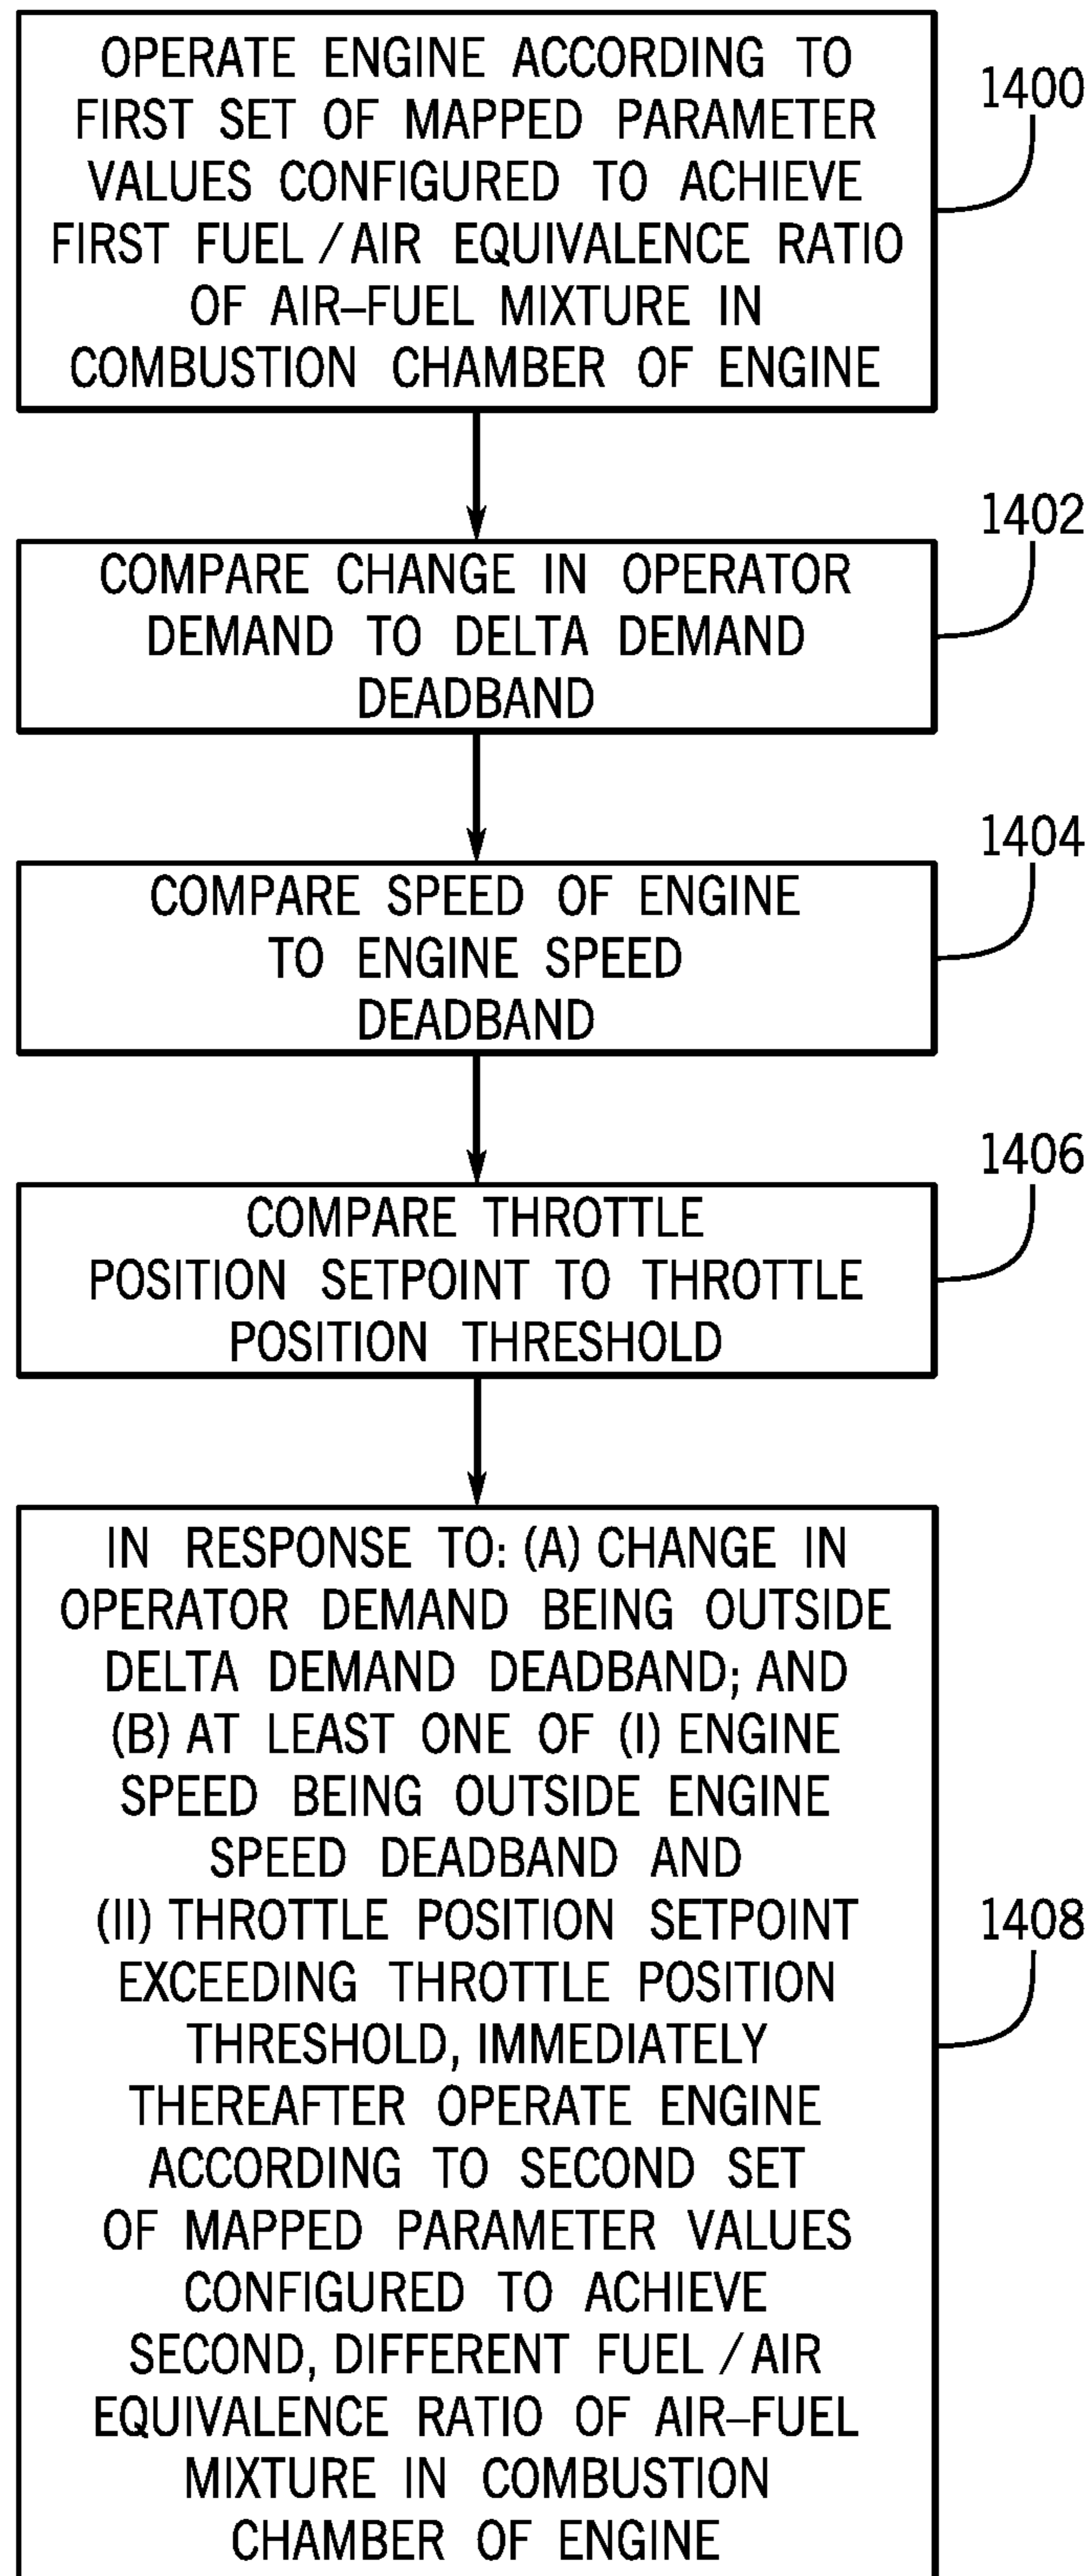 OPERATE ENGINE ACCORDING TO
FIRST SET OF MAPPED PARAMETER
VALUES CONFIGURED TO ACHIEVE
FIRST FUEL / AIR EQUIVALENCE RATIO
OF AIR–FUEL MIXTURE IN
COMBUSTION CHAMBER OF ENGINE
1400
COMPARE CHANGE IN OPERATOR
DEMAND TO DELTA DEMAND
DEADBAND
1402
COMPARE SPEED OF ENGINE
TO ENGINE SPEED
DEADBAND
1404
COMPARE THROTTLE
POSITION SETPOINT TO THROTTLE
POSITION THRESHOLD
1406
IN RESPONSE TO: (A) CHANGE IN
OPERATOR DEMAND BEING OUTSIDE
DELTA DEMAND DEADBAND; AND
(B) AT LEAST ONE OF (I) ENGINE
SPEED BEING OUTSIDE ENGINE
SPEED DEADBAND AND
(II) THROTTLE POSITION SETPOINT
EXCEEDING THROTTLE POSITION
THRESHOLD, IMMEDIATELY
THEREAFTER OPERATE ENGINE
ACCORDING TO SECOND SET
OF MAPPED PARAMETER VALUES
CONFIGURED TO ACHIEVE
SECOND, DIFFERENT FUEL / AIR
EQUIVALENCE RATIO OF AIR–FUEL
MIXTURE IN COMBUSTION
CHAMBER OF ENGINE
1408